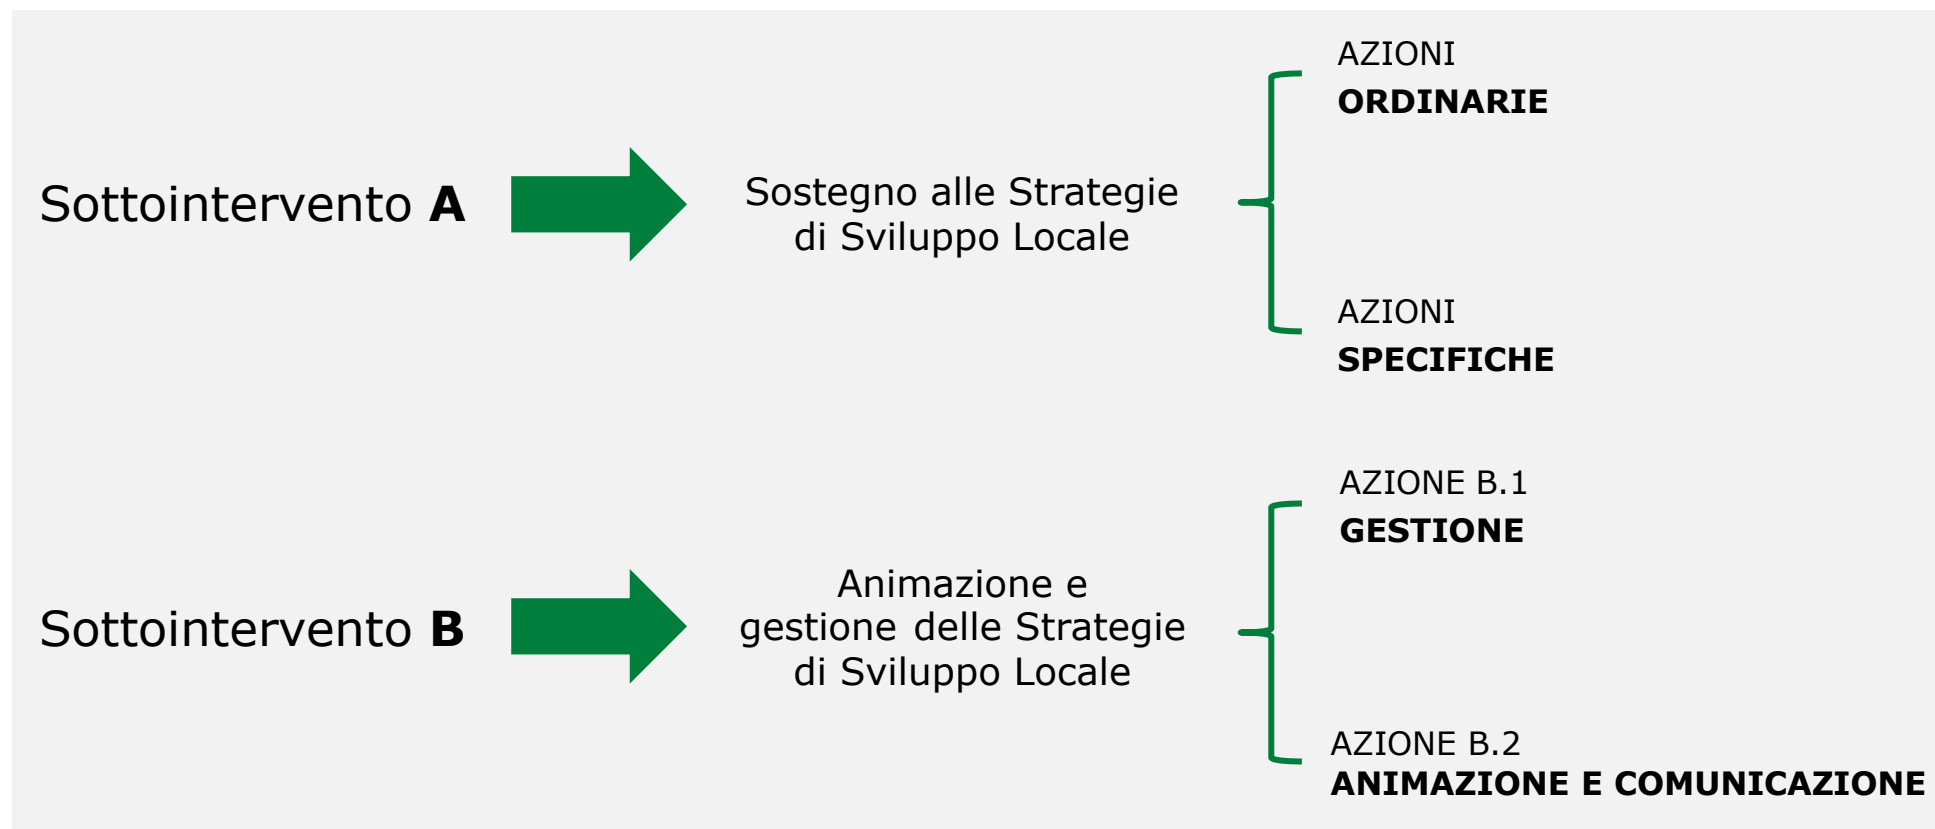 Sottointervento A
Sostegno alle Strategie
di Sviluppo Locale
AZIONI
ORDINARIE
AZIONI
SPECIFICHE
Sottointervento B
Animazione e
gestione delle Strategie
di Sviluppo Locale
AZIONE B.1
GESTIONE
AZIONE B.2
ANIMAZIONE E COMUNICAZIONE